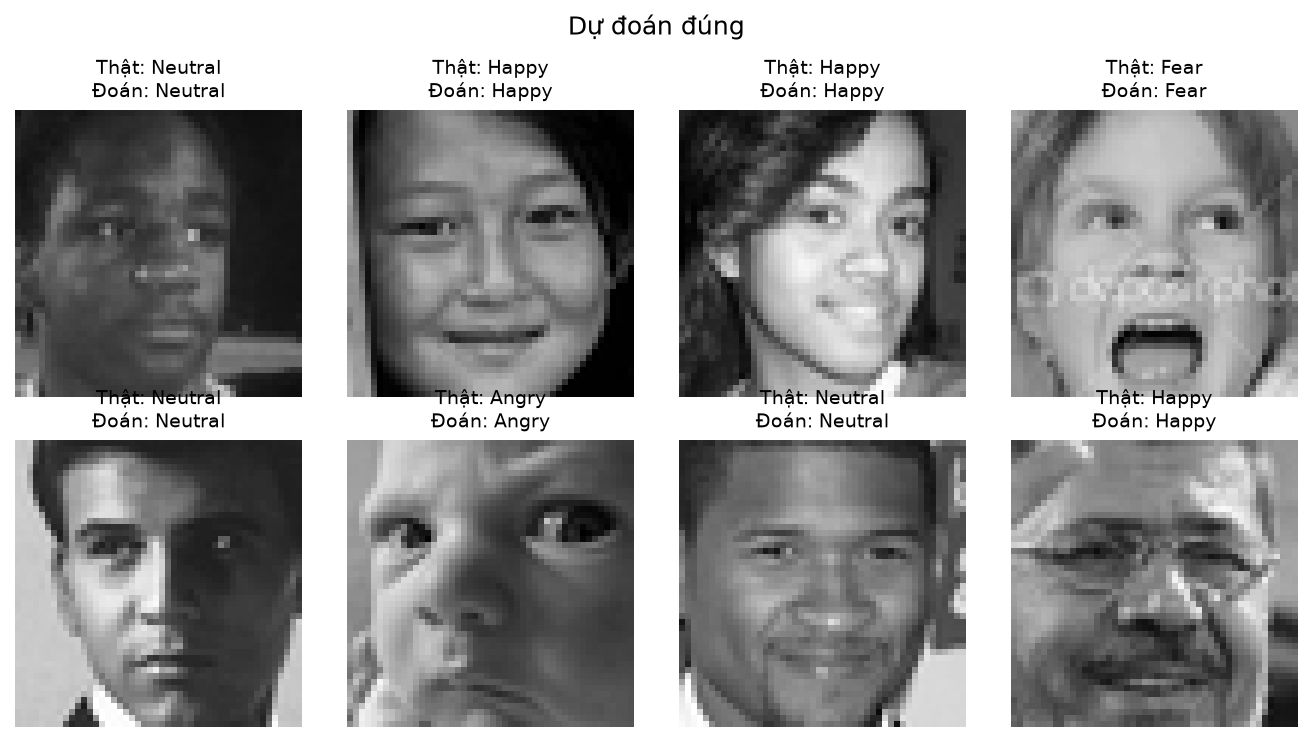 Dự đoán đúng
Thật: Neutral
Đoán: Neutral
Thật: Happy
Đoán: Happy
Thật: Happy
Đoán: Happy
Thật: Fear
Đoán: Fear
Thật: Neutral
Đoán: Neutral
Thật: Angry
Đoán: Angry
Thật: Neutral
Đoán: Neutral
Thật: Happy
Đoán: Happy